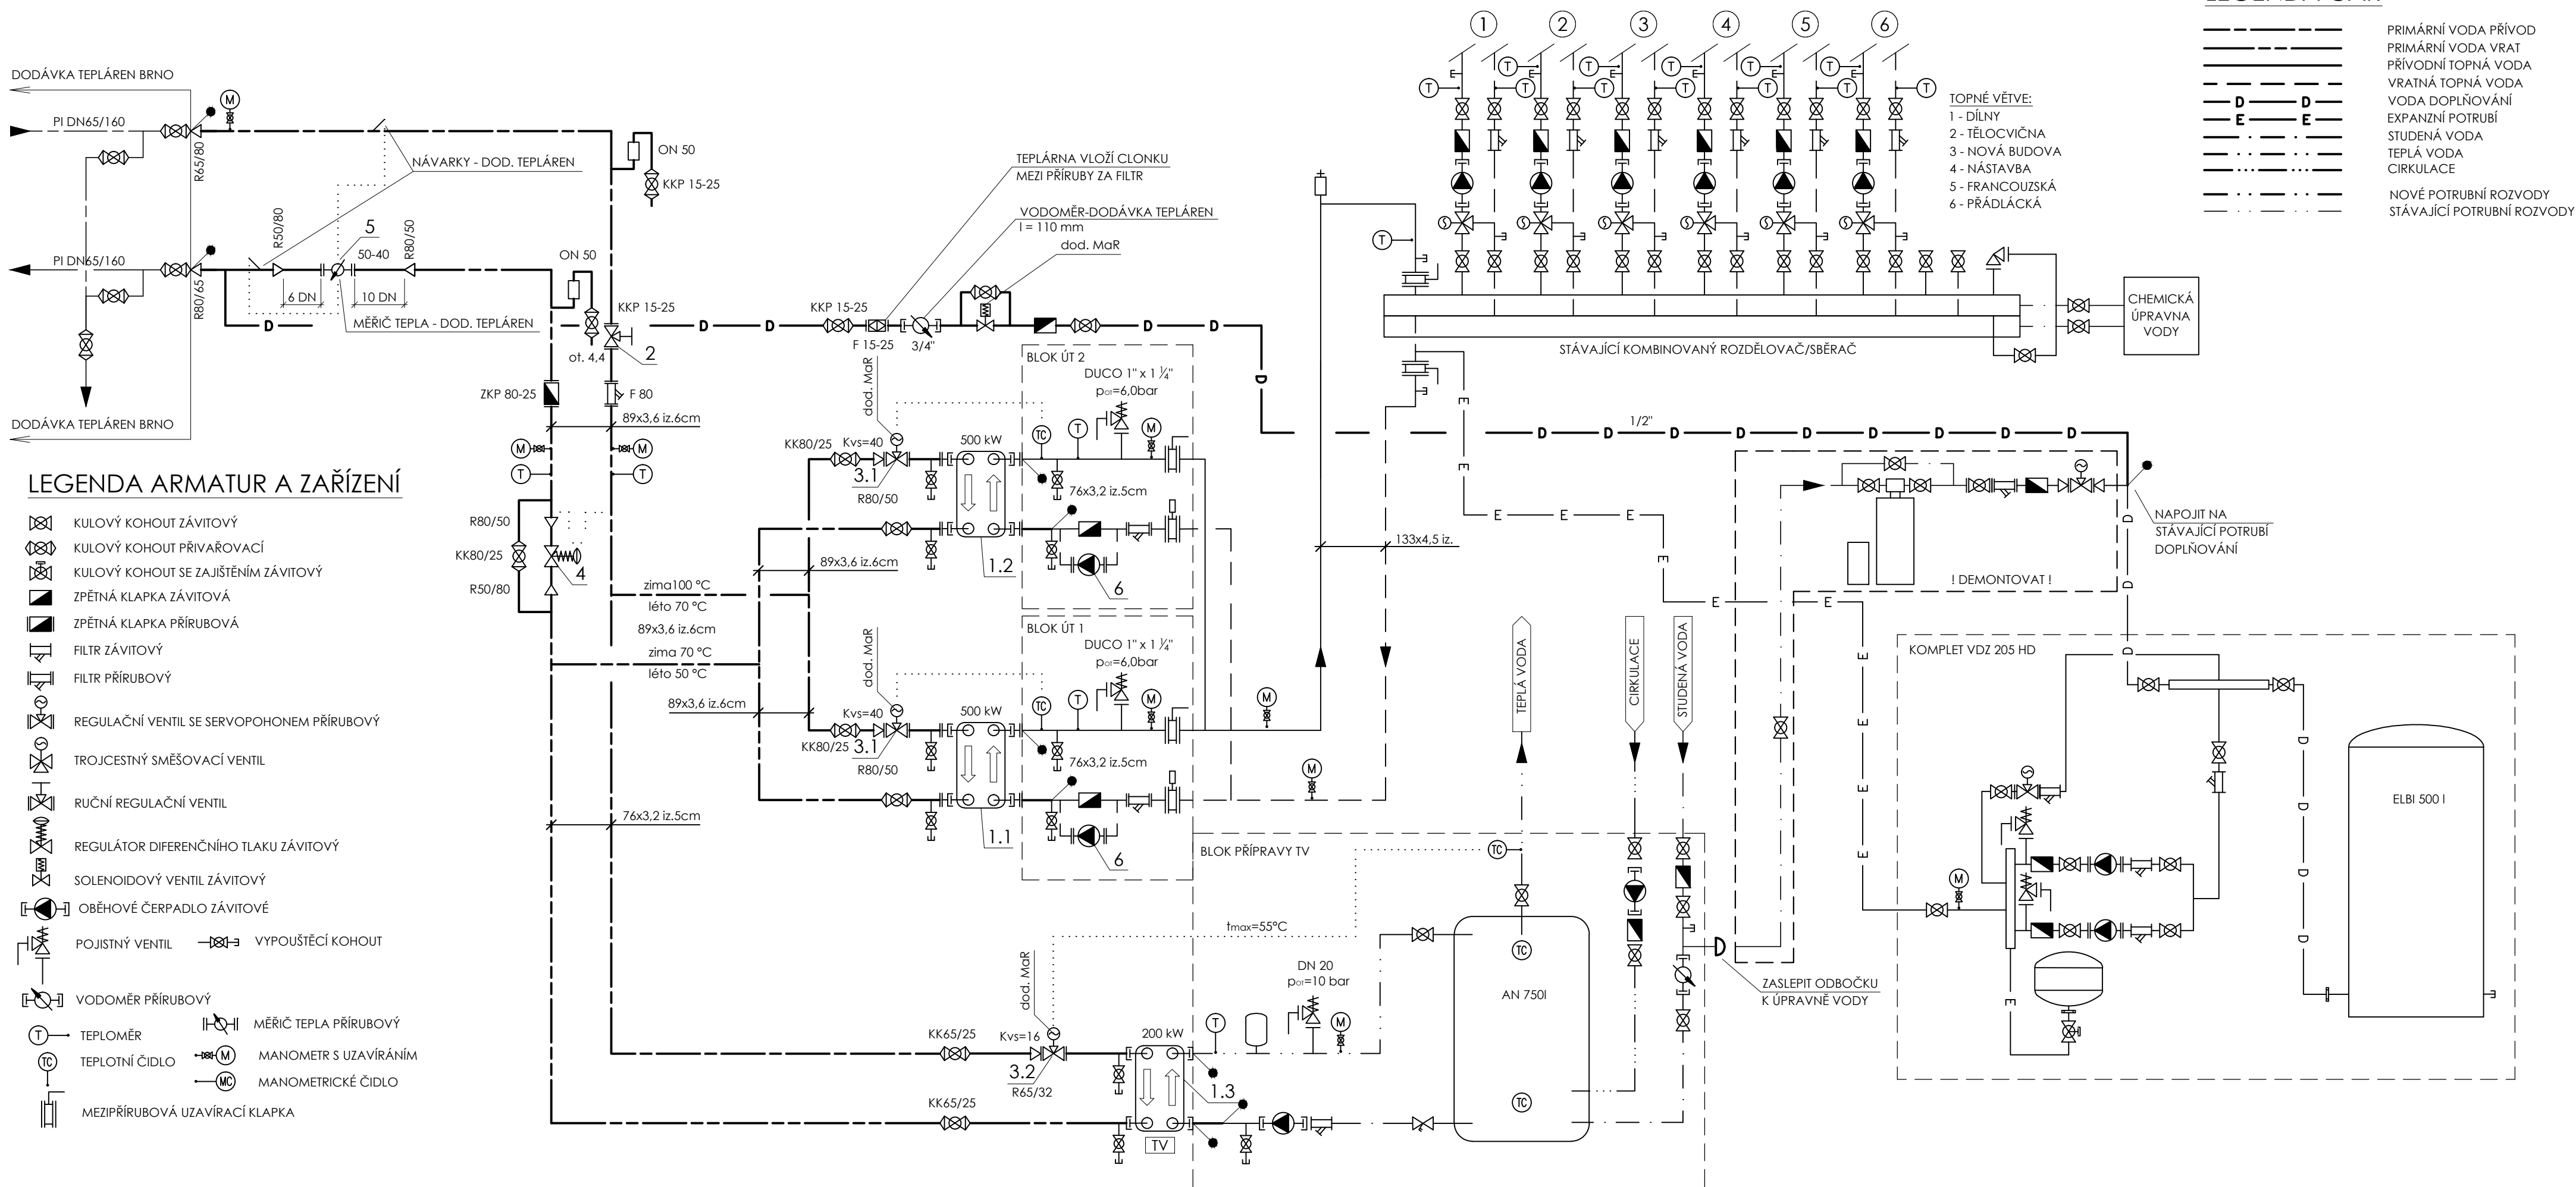 DODÁVKA TEPLÁREN BRNO
PI DN65/160
M
R65/80
NÁVARKY - DOD. TEPLÁREN
ON 50
KKP 15-25
R50/80
5
50-40
R80/50
PI DN65/160
R80/65
6 DN
10 DN
D
MĚŘIČ TEPLA - DOD. TEPLÁREN
DODÁVKA TEPLÁREN BRNO
ON 50
KKP 15-25
ot. 4,4
2
ZKP 80-25
F 80
89x3,6 iz.6cm
M
M
T
T
R80/50
KK80/25
4
R50/80
TEPLÁRNA VLOŽÍ CLONKU
MEZI PŘÍRUBY ZA FILTR
VODOMĚR-DODÁVKA TEPLÁREN
l = 110 mm
dod. MaR
D D
KKP 15-25
F 15-25
3/4"
D D
D
1/2"
D D D D D D D D D
BLOK ÚT 2
DUCO 1" x 1 ¼"
pot=6,0bar
dod. MaR
KK80/25
Kvs=40
3.1
R80/50
500 kW
TC
T
M
76x3,2 iz.5cm
1.2
6
89x3,6 iz.6cm
zima100 °C
léto 70 °C
89x3,6 iz.6cm
zima 70 °C
léto 50 °C
89x3,6 iz.6cm
76x3,2 iz.5cm
BLOK ÚT 1
DUCO 1" x 1 ¼"
pot=6,0bar
dod. MaR
KK80/25
Kvs=40
3.1
R80/50
500 kW
TC
T
M
76x3,2 iz.5cm
1.1
6
M
M
133x4,5 iz.
1 2 3 4 5 6
T T T T T T
E E E E E E
T T T T T T
T
TOPNÉ VĚTVE:
1 - DÍLNY
2 - TĚLOCVIČNA
3 - NOVÁ BUDOVA
4 - NÁSTAVBA
5 - FRANCOUZSKÁ
6 - PŘÁDLÁCKÁ
STÁVAJÍCÍ KOMBINOVANÝ ROZDĚLOVAČ/SBĚRAČ
CHEMICKÁ
ÚPRAVNA
VODY
PRIMÁRNÍ VODA PŘÍVOD
PRIMÁRNÍ VODA VRAT
PŘÍVODNÍ TOPNÁ VODA
VRATNÁ TOPNÁ VODA
D D VODA DOPLŇOVÁNÍ
E E EXPANZNÍ POTRUBÍ
STUDENÁ VODA
TEPLÁ VODA
CIRKULACE
NOVÉ POTRUBNÍ ROZVODY
STÁVAJÍCÍ POTRUBNÍ ROZVODY
E
E
E E E
E
E E
E
E
E
E
E
E
! DEMONTOVAT !
NAPOJIT NA
STÁVAJÍCÍ POTRUBÍ
DOPLŇOVÁNÍ
D
D
D
KOMPLET VDZ 205 HD
M
D
D
D
D
ELBI 500 l
TEPLÁ VODA
CIRKULACE
STUDENÁ VODA
BLOK PŘÍPRAVY TV
TC
tmax=55°C
TC
AN 750l
TC
DN 20
pot=10 bar
T
M
D
ZASLEPIT ODBOČKU
K ÚPRAVNĚ VODY
dod. MaR
KK65/25
Kvs=16
3.2
R65/32
200 kW
1.3
KK65/25
TV
LEGENDA ARMATUR A ZAŘÍZENÍ
KULOVÝ KOHOUT ZÁVITOVÝ
KULOVÝ KOHOUT PŘIVAŘOVACÍ
KULOVÝ KOHOUT SE ZAJIŠTĚNÍM ZÁVITOVÝ
ZPĚTNÁ KLAPKA ZÁVITOVÁ
ZPĚTNÁ KLAPKA PŘÍRUBOVÁ
FILTR ZÁVITOVÝ
FILTR PŘÍRUBOVÝ
REGULAČNÍ VENTIL SE SERVOPOHONEM PŘÍRUBOVÝ
TROJCESTNÝ SMĚŠOVACÍ VENTIL
RUČNÍ REGULAČNÍ VENTIL
REGULÁTOR DIFERENČNÍHO TLAKU ZÁVITOVÝ
SOLENOIDOVÝ VENTIL ZÁVITOVÝ
OBĚHOVÉ ČERPADLO ZÁVITOVÉ
POJISTNÝ VENTIL
VYPOUŠTĚCÍ KOHOUT
VODOMĚR PŘÍRUBOVÝ
T TEPLOMĚR
MĚŘIČ TEPLA PŘÍRUBOVÝ
TC TEPLOTNÍ ČIDLO
M MANOMETR S UZAVÍRÁNÍM
MC MANOMETRICKÉ ČIDLO
MEZIPŘÍRUBOVÁ UZAVÍRACÍ KLAPKA